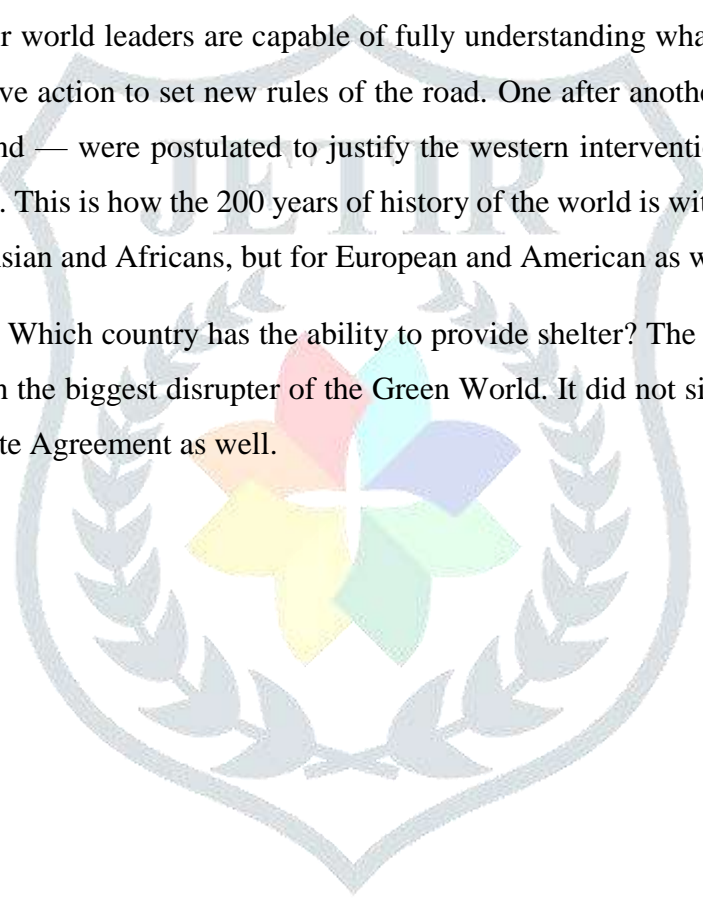 r world leaders are capable of fully understanding wha
ve action to set new rules of the road. One after anothe
nd — were postulated to justify the western interventi
. This is how the 200 years of history of the world is wit
sian and Africans, but for European and American as w
Which country has the ability to provide shelter? The
n the biggest disrupter of the Green World. It did not si
te Agreement as well.
JETIR